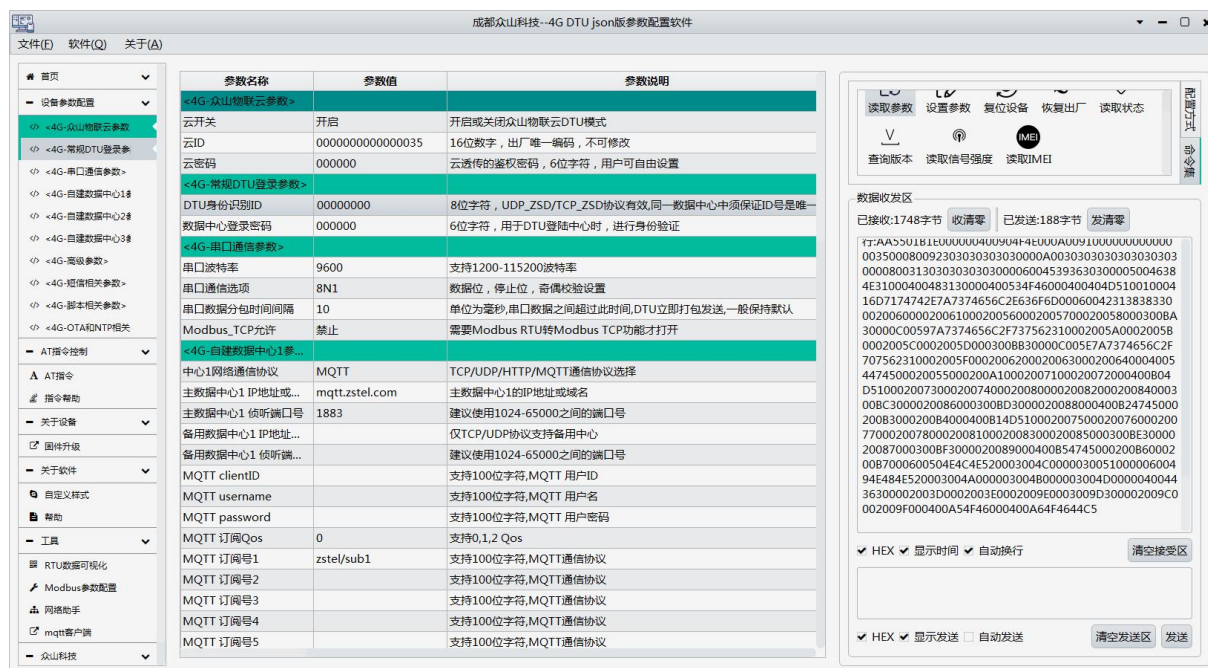 成都众山科技--4G DTU json版参数配置软件
文件(F) 软件(Q) 关于(A)
首页
设备参数配置
<4G-众山物联云参数
<4G-常规DTU登录参
<4G-串口通信参数>
<4G-自建数据中心1参
<4G-自建数据中心2参
<4G-自建数据中心3参
<4G-高级参数>
<4G-短信相关参数>
<4G-脚本相关参数>
<4G-OTA和NTP相关
AT指令控制
AT指令
指令帮助
关于设备
固件升级
关于软件
自定义样式
帮助
工具
RTU数据可视化
Modbus参数配置
网络助手
mqtt客户端
众山科技
参数名称 参数值 参数说明
<4G-众山物联云参数>
云开关 开启 开启或关闭众山物联云DTU模式
云ID 0000000000000035 16位数字，出厂唯一编码，不可修改
云密码 000000 云透传的鉴权密码，6位字符，用户可自由设置
<4G-常规DTU登录参数>
DTU身份识别ID 00000000 8位字符，UDP_ZSD/TCP_ZSD协议有效,同一数据中心中须保证ID号是唯一
数据中心登录密码 000000 6位字符，用于DTU登陆中心时，进行身份验证
<4G-串口通信参数>
串口波特率 9600 支持1200-115200波特率
串口通信选项 8N1 数据位，停止位，奇偶校验设置
串口数据分包时间间隔 10 单位为毫秒,串口数据之间超过此时间,DTU立即打包发送,一般保持默认
Modbus_TCP允许 禁止 需要Modbus RTU转Modbus TCP功能才打开
<4G-自建数据中心1参...
中心1网络通信协议 MQTT TCP/UDP/HTTP/MQTT通信协议选择
主数据中心1 IP地址或... mqtt.zstel.com 主数据中心1的IP地址或域名
主数据中心1 侦听端口号 1883 建议使用1024-65000之间的端口号
备用数据中心1 IP地址... 仅TCP/UDP协议支持备用中心
备用数据中心1 侦听端... 建议使用1024-65000之间的端口号
MQTT clientID 支持100位字符,MQTT 用户ID
MQTT username 支持100位字符,MQTT 用户名
MQTT password 支持100位字符,MQTT 用户密码
MQTT 订阅Qos 0 支持0,1,2 Qos
MQTT 订阅号1 zstel/sub1 支持100位字符,MQTT通信协议
MQTT 订阅号2 支持100位字符,MQTT通信协议
MQTT 订阅号3 支持100位字符,MQTT通信协议
MQTT 订阅号4 支持100位字符,MQTT通信协议
MQTT 订阅号5 支持100位字符,MQTT通信协议
读取参数 设置参数 复位设备 恢复出厂 读取状态
IMEI
查询版本 读取信号强度 读取IMEI
配置方式
命令集
数据收发区
已接收:1748字节 收清零 已发送:188字节 发清零
行:AA5501B1E000000400904F4E000A0091000000000000
16D7174742E7A7374656C2E636F6D00060042313838330
30000C00597A7374656C2F737562310002005A0002005B
0002005C0002005D000300BB30000C005E7A7374656C2F
HEX 显示时间 自动换行 清空接受区
HEX 显示发送 自动发送 清空发送区 发送